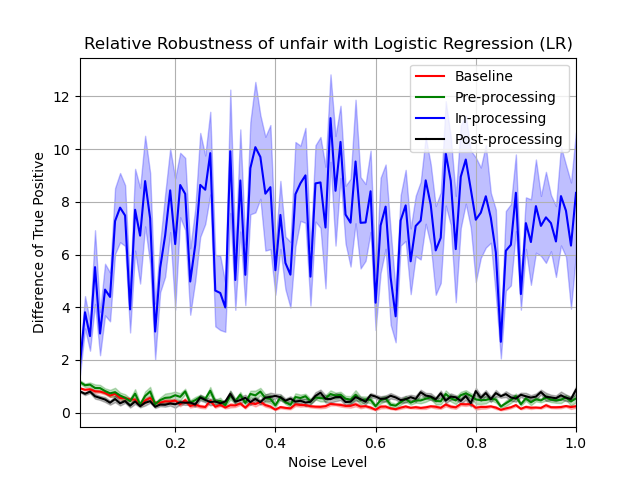 Relative Robustness of unfair with Logistic Regression (LR)
Baseline
Pre-processing
In-processing
Post-processing
Difference of True Positive
12
10
8
6
4
2
0
0.2 0.4 0.6 0.8 1.0
Noise Level